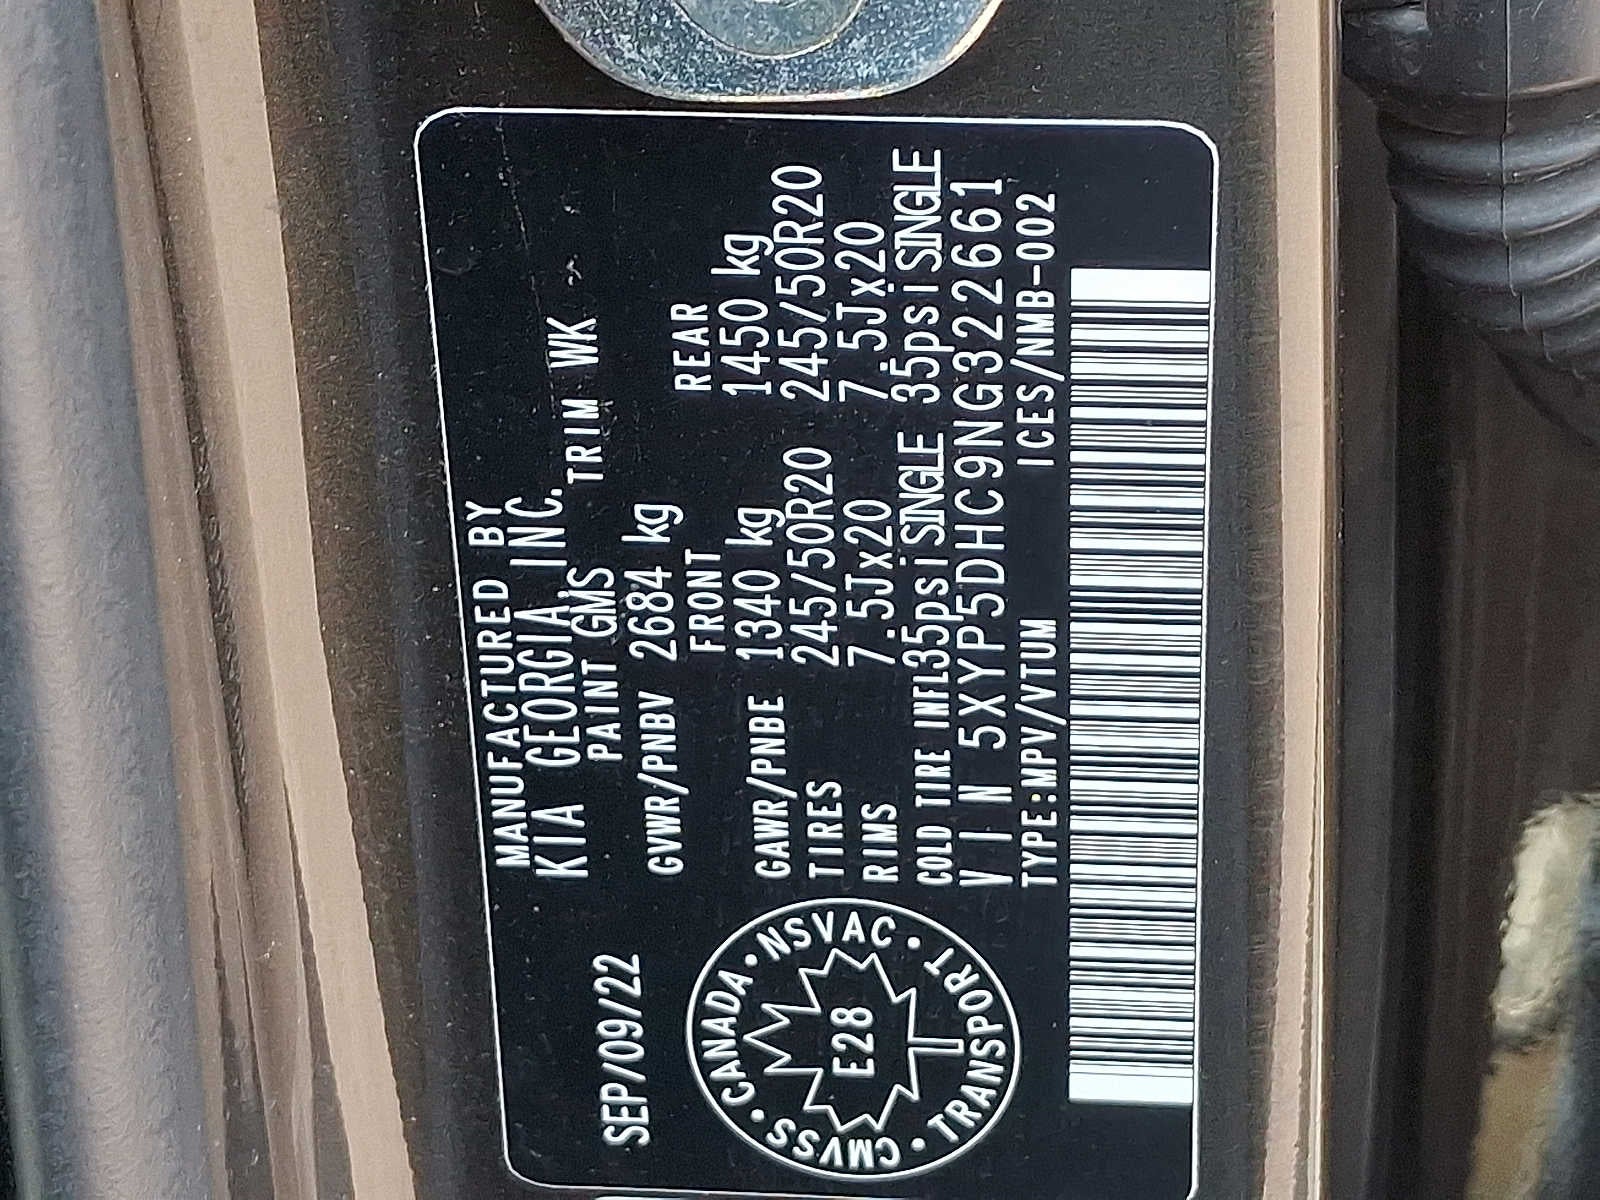 MANUFACTURED BY
KIA GEORGIA INC.
SEP/09/22 PAINT GMS TRIM WK
GVWR/PNBV 2684 kg
FRONT REAR
GAWR/PNBE 1340 kg 1450 kg
TIRES 245/50R20 245/50R20
RIMS 7.5Jx20 7.5Jx20
COLD TIRE INFL 35psi SINGLE 35psi SINGLE
VIN 5XYP5DHC9NG322661
TYPE:MPV/VTUM ICES/NMB-002
CANADA • NSVAC • TRANSPORT • CMVSS •
E28